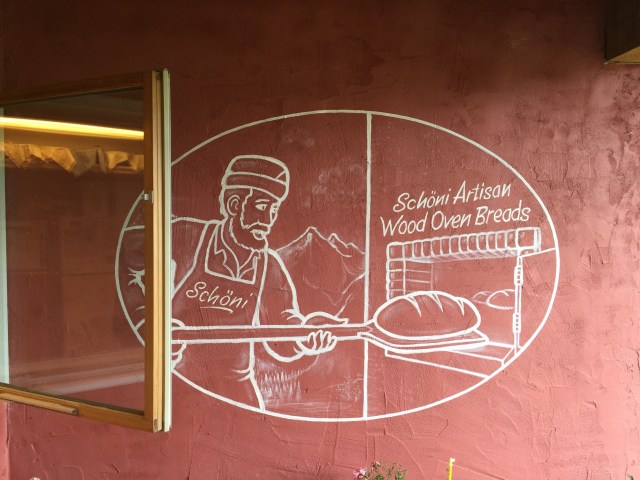 Schöni Artisan
Wood Oven Breads
Schöni